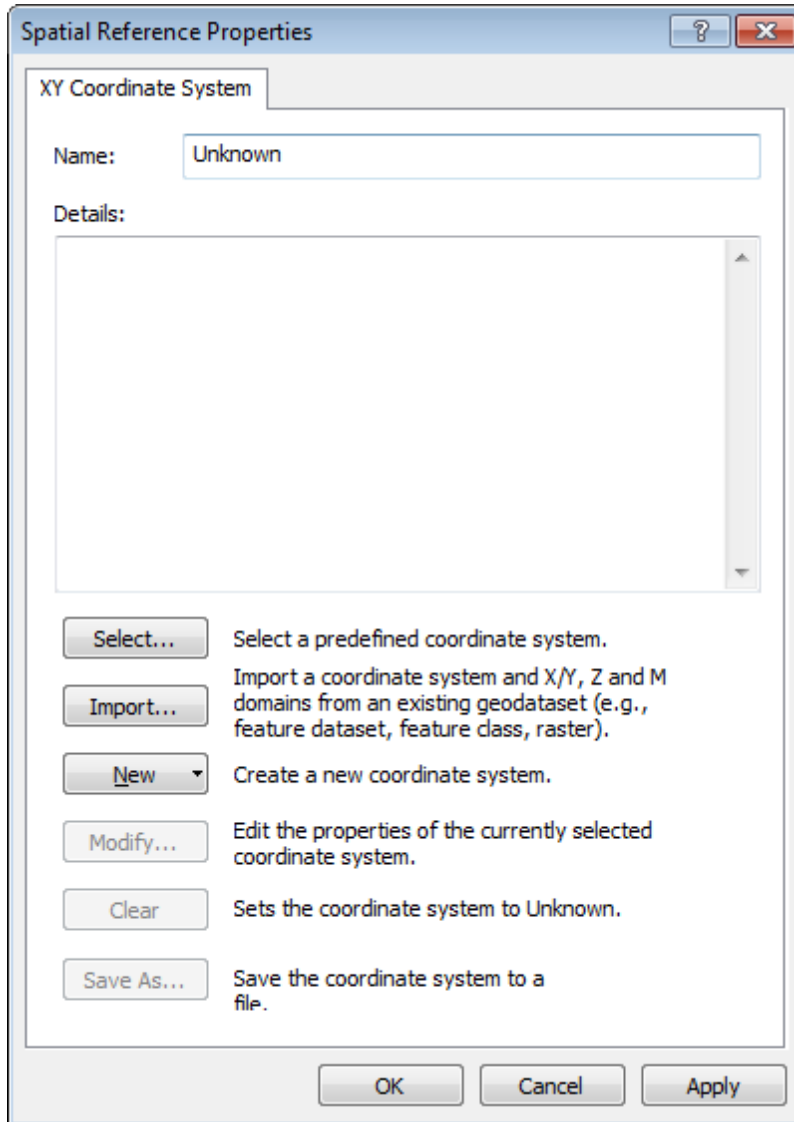 Spatial Reference Properties
XY Coordinate System
Name:
Unknown
Details:
Select...
Select a predefined coordinate system.
Import...
Import a coordinate system and X/Y, Z and M
domains from an existing geodataset (e.g.,
feature dataset, feature class, raster).
New
Create a new coordinate system.
Modify...
Edit the properties of the currently selected
coordinate system.
Clear
Sets the coordinate system to Unknown.
Save As...
Save the coordinate system to a
file.
OK
Cancel
Apply